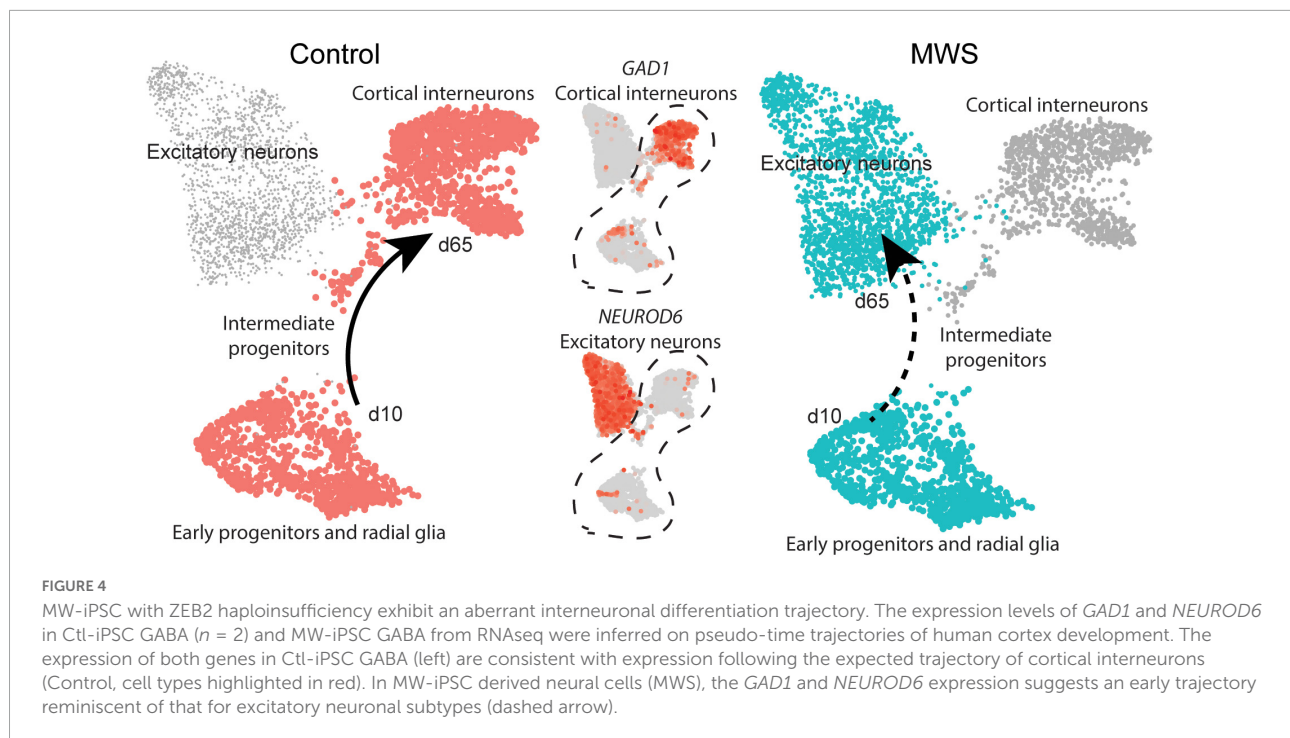 Control
Cortical interneurons
Excitatory neurons
d65
Intermediate
progenitors
d10
Early progenitors and radial glia
GAD1
Cortical interneurons
NEUROD6
Excitatory neurons
MWS
Cortical interneurons
Excitatory neurons
d65
Intermediate
progenitors
d10
Early progenitors and radial glia
FIGURE 4
MW-iPSC with ZEB2 haploinsufficiency exhibit an aberrant interneuronal differentiation trajectory. The expression levels of GAD1 and NEUROD6
in Ctl-iPSC GABA (n = 2) and MW-iPSC GABA from RNAseq were inferred on pseudo-time trajectories of human cortex development. The
expression of both genes in Ctl-iPSC GABA (left) are consistent with expression following the expected trajectory of cortical interneurons
(Control, cell types highlighted in red). In MW-iPSC derived neural cells (MWS), the GAD1 and NEUROD6 expression suggests an early trajectory
reminiscent of that for excitatory neuronal subtypes (dashed arrow).